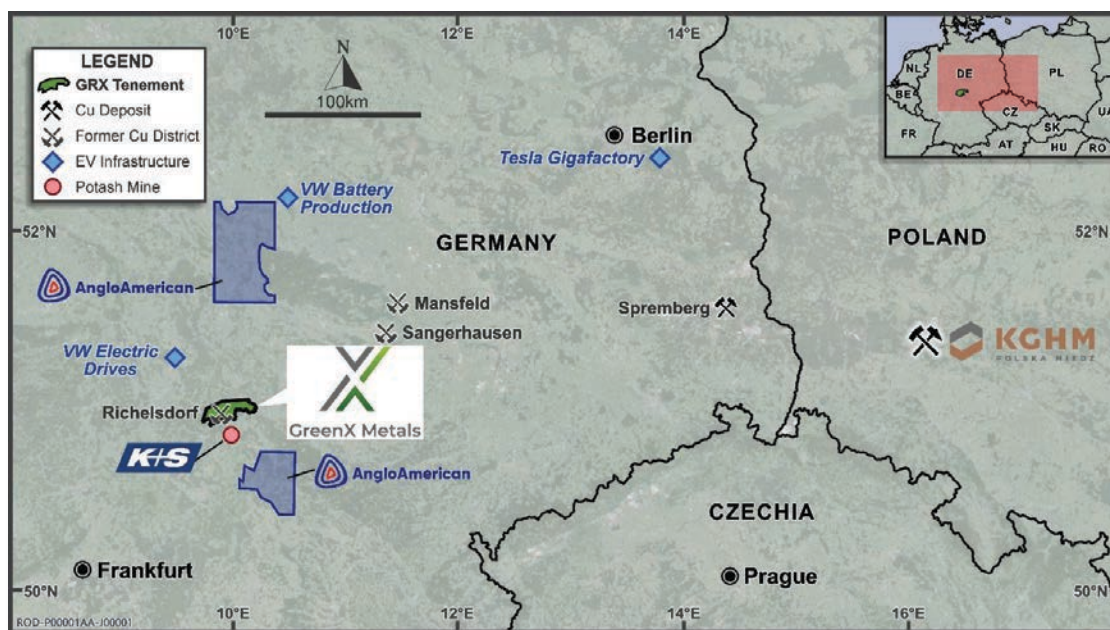 10°E
12°E
14°E
LEGEND
GRX Tenement
Cu Deposit
Former Cu District
EV Infrastructure
Potash Mine
N
100km
NL
DE
PL
BE
CZ
UA
FR
SK
AT
HU
RO
Berlin
Tesla Gigafactory
VW Battery
Production
52°N
GERMANY
POLAND
52°N
AngloAmerican
Mansfeld
Sangerhausen
Spremberg
KGHM
POLSKA MIEDŹ
VW Electric
Drives
Richelsdorf
GreenX Metals
K+S
AngloAmerican
CZECHIA
Frankfurt
Prague
50°N
50°N
10°E
12°E
14°E
16°E
ROD-P00001AA-J00001